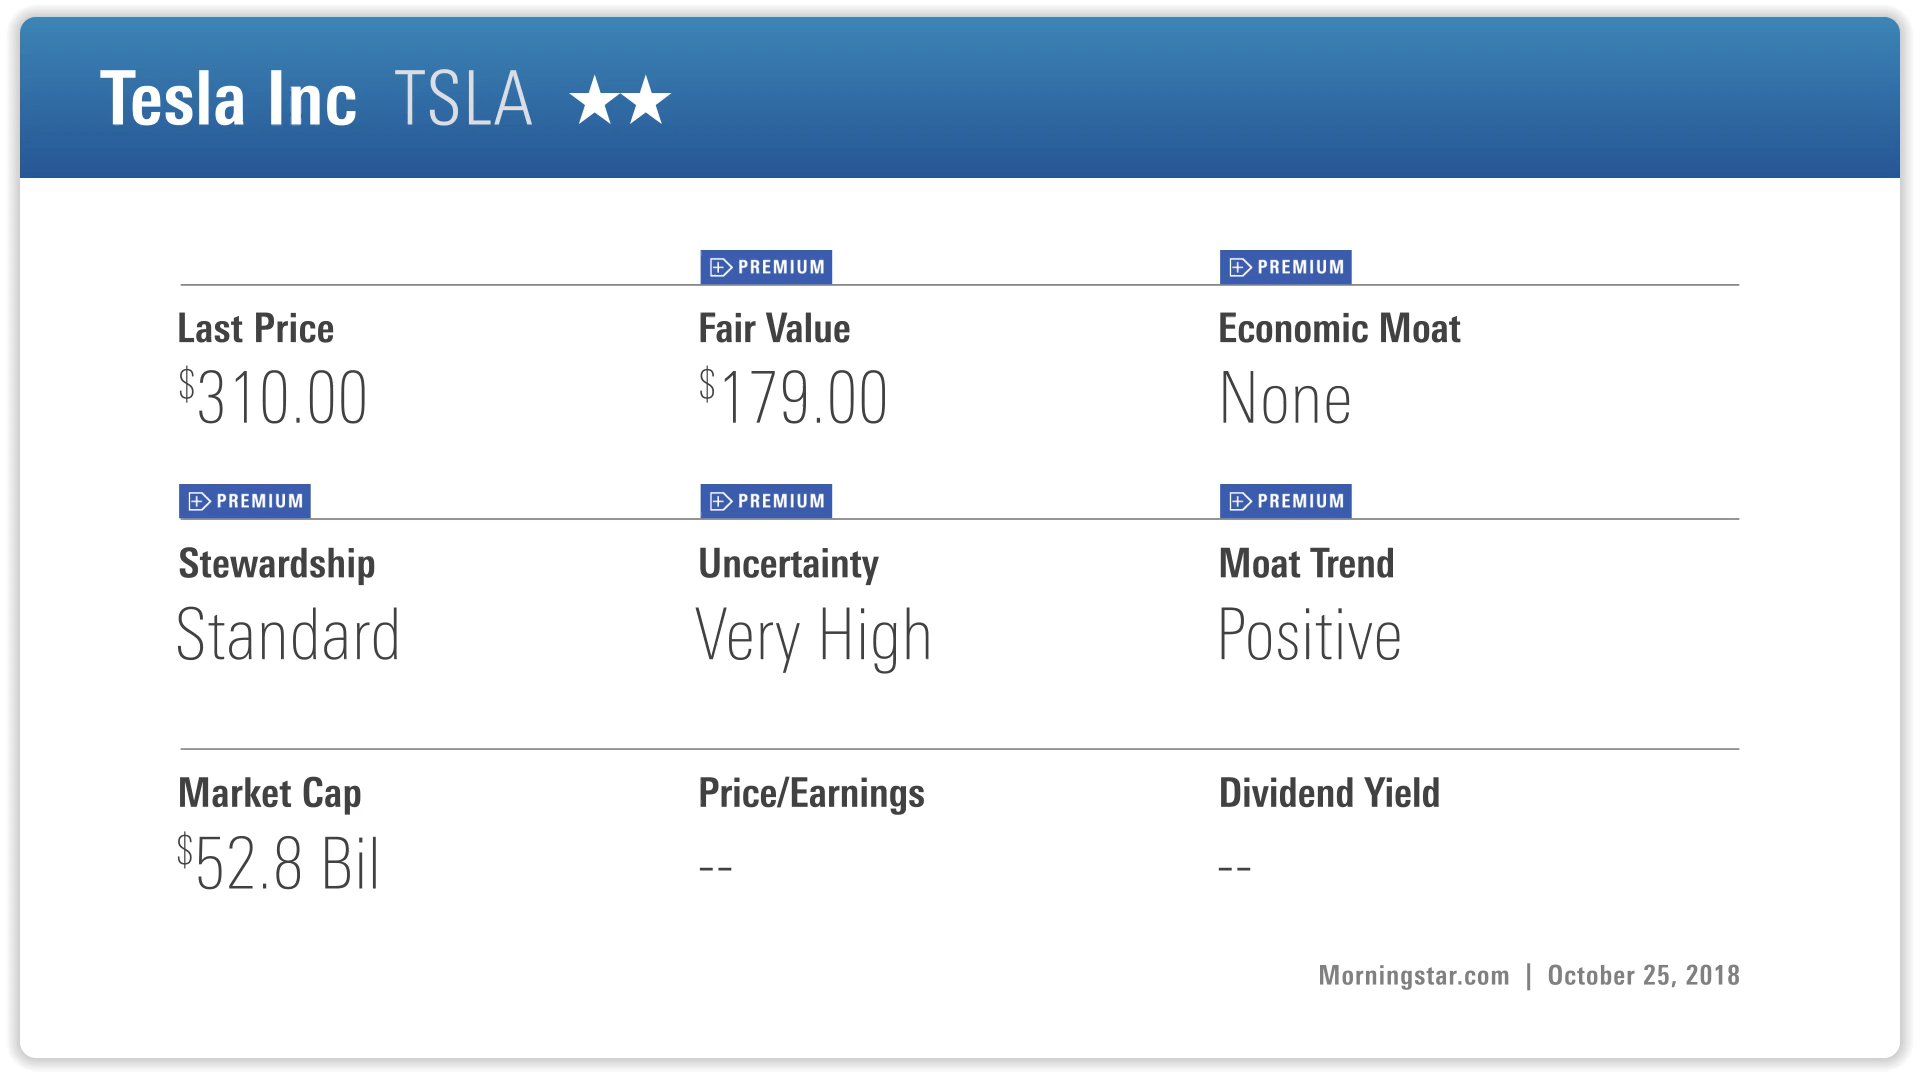 Tesla Inc TSLA ★★
PREMIUM PREMIUM
Last Price Fair Value Economic Moat
$310.00 $179.00 None
PREMIUM PREMIUM PREMIUM
Stewardship Uncertainty Moat Trend
Standard Very High Positive
Market Cap Price/Earnings Dividend Yield
$52.8 Bil -- --
Morningstar.com | October 25, 2018